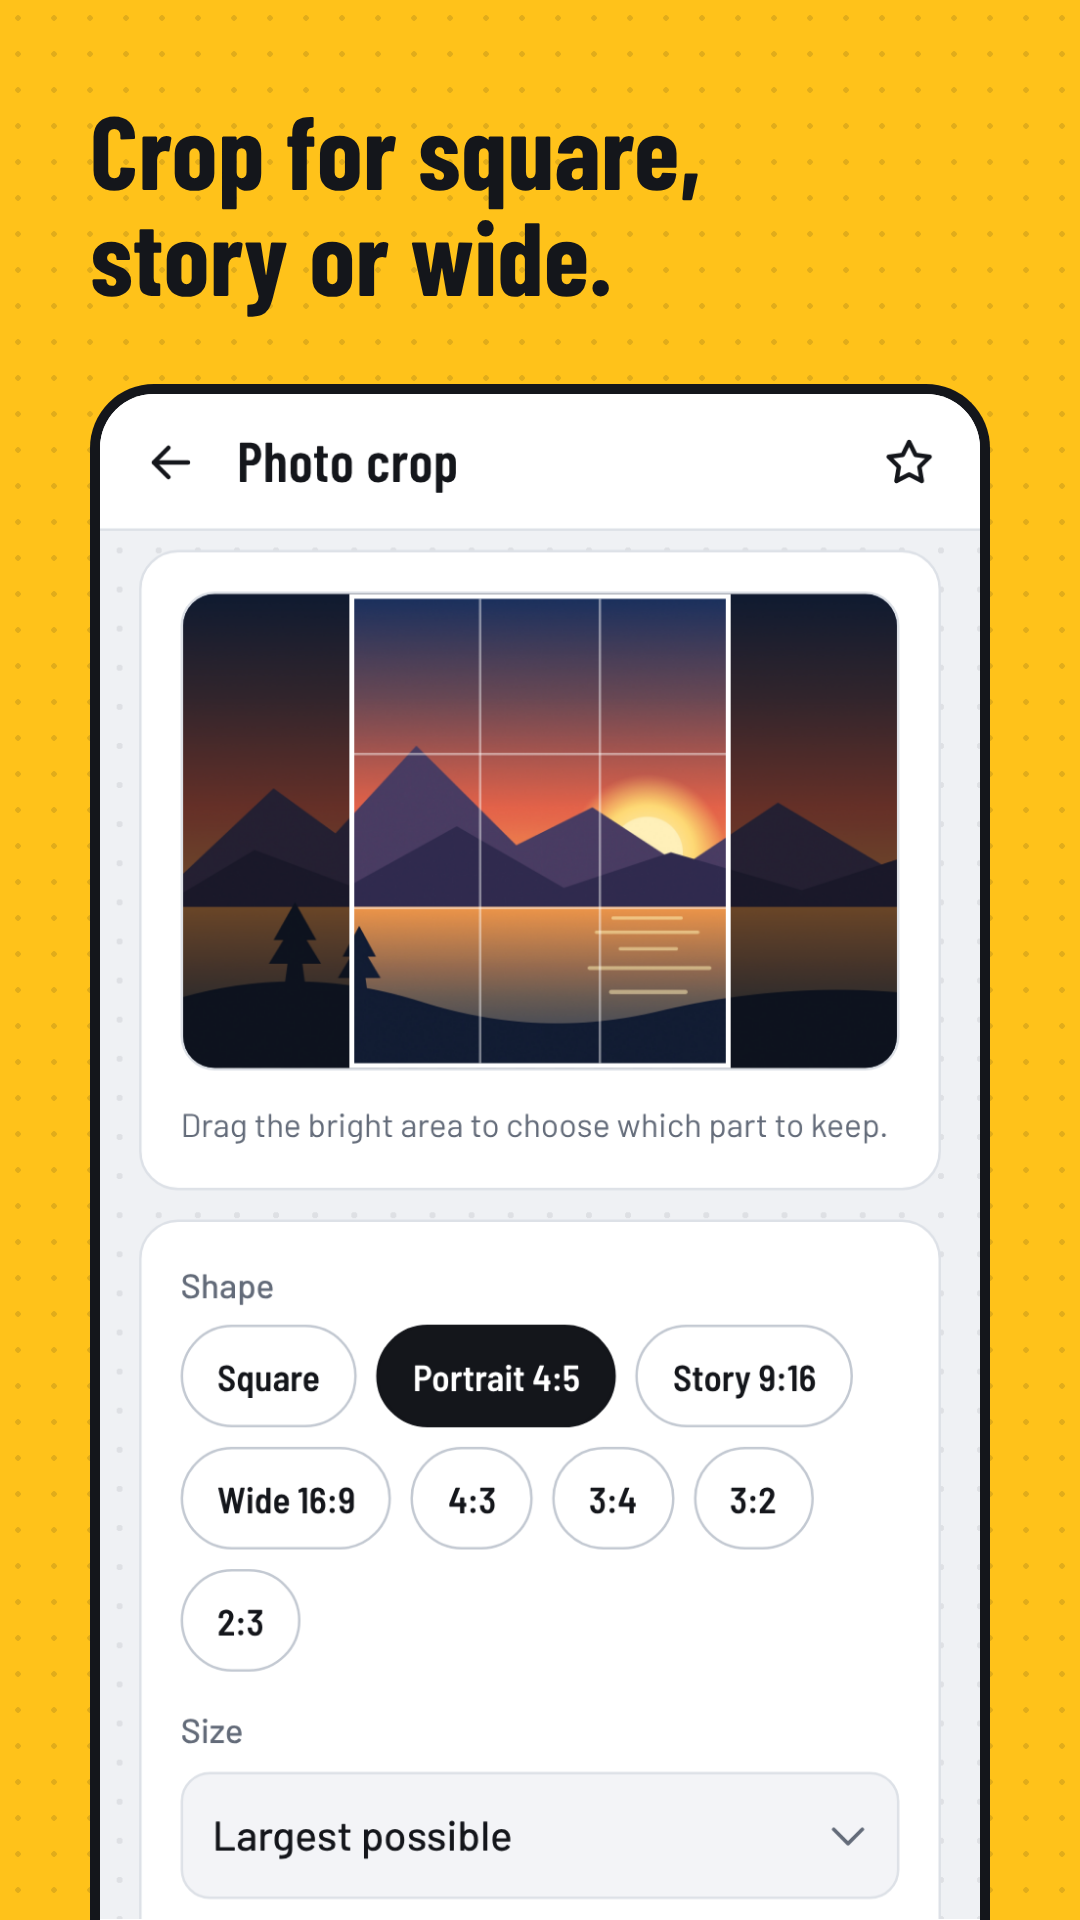 Crop for square,
story or wide.
Photo crop
Drag the bright area to choose which part to keep.
Shape
Square
Portrait 4:5
Story 9:16
Wide 16:9
4:3
3:4
3:2
2:3
Size
Largest possible